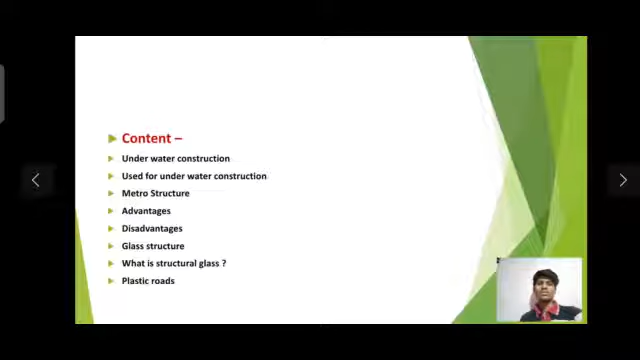 Content –
Under water construction
Used for under water construction
Metro Structure
Advantages
Disadvantages
Glass structure
What is structural glass ?
Plastic roads